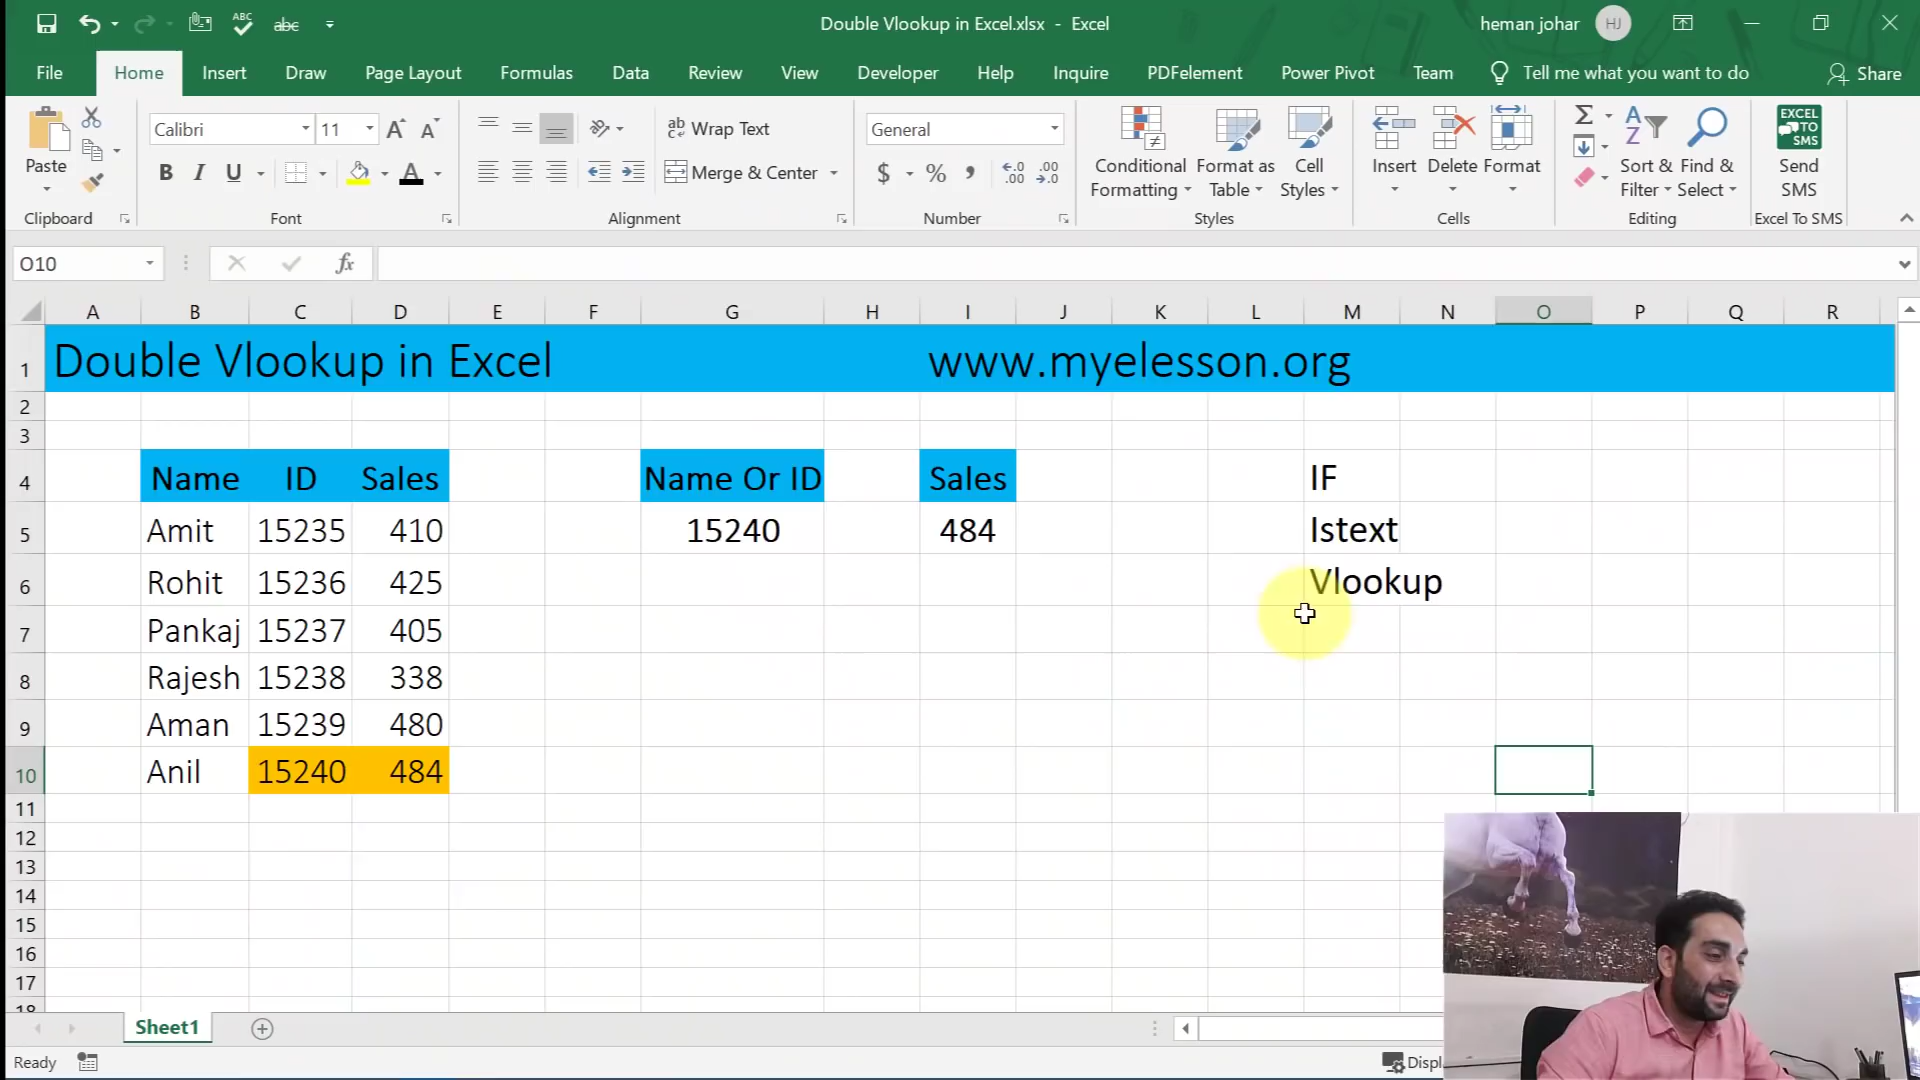 Double Vlookup in Excel.xlsx - Excel
heman johar HJ
File Home Insert Draw Page Layout Formulas Data Review View Developer Help Inquire PDFelement Power Pivot Team Tell me what you want to do Share
Paste
Clipboard
Calibri 11
B I U
Font
Wrap Text
Merge & Center
Alignment
General
$ % ,
Number
Conditional Formatting
Format as Table
Cell Styles
Styles
Insert
Delete
Format
Cells
Sort & Filter
Find & Select
Editing
EXCEL TO SMS
Send SMS
Excel To SMS
O10
fx
A B C D E F G H I J K L M N O P Q R
1 Double Vlookup in Excel www.myelesson.org
2
3
4 Name ID Sales Name Or ID Sales IF
5 Amit 15235 410 15240 484 Istext
6 Rohit 15236 425 Vlookup
7 Pankaj 15237 405
8 Rajesh 15238 338
9 Aman 15239 480
10 Anil 15240 484
11
12
13
14
15
16
17
18
Sheet1
Ready